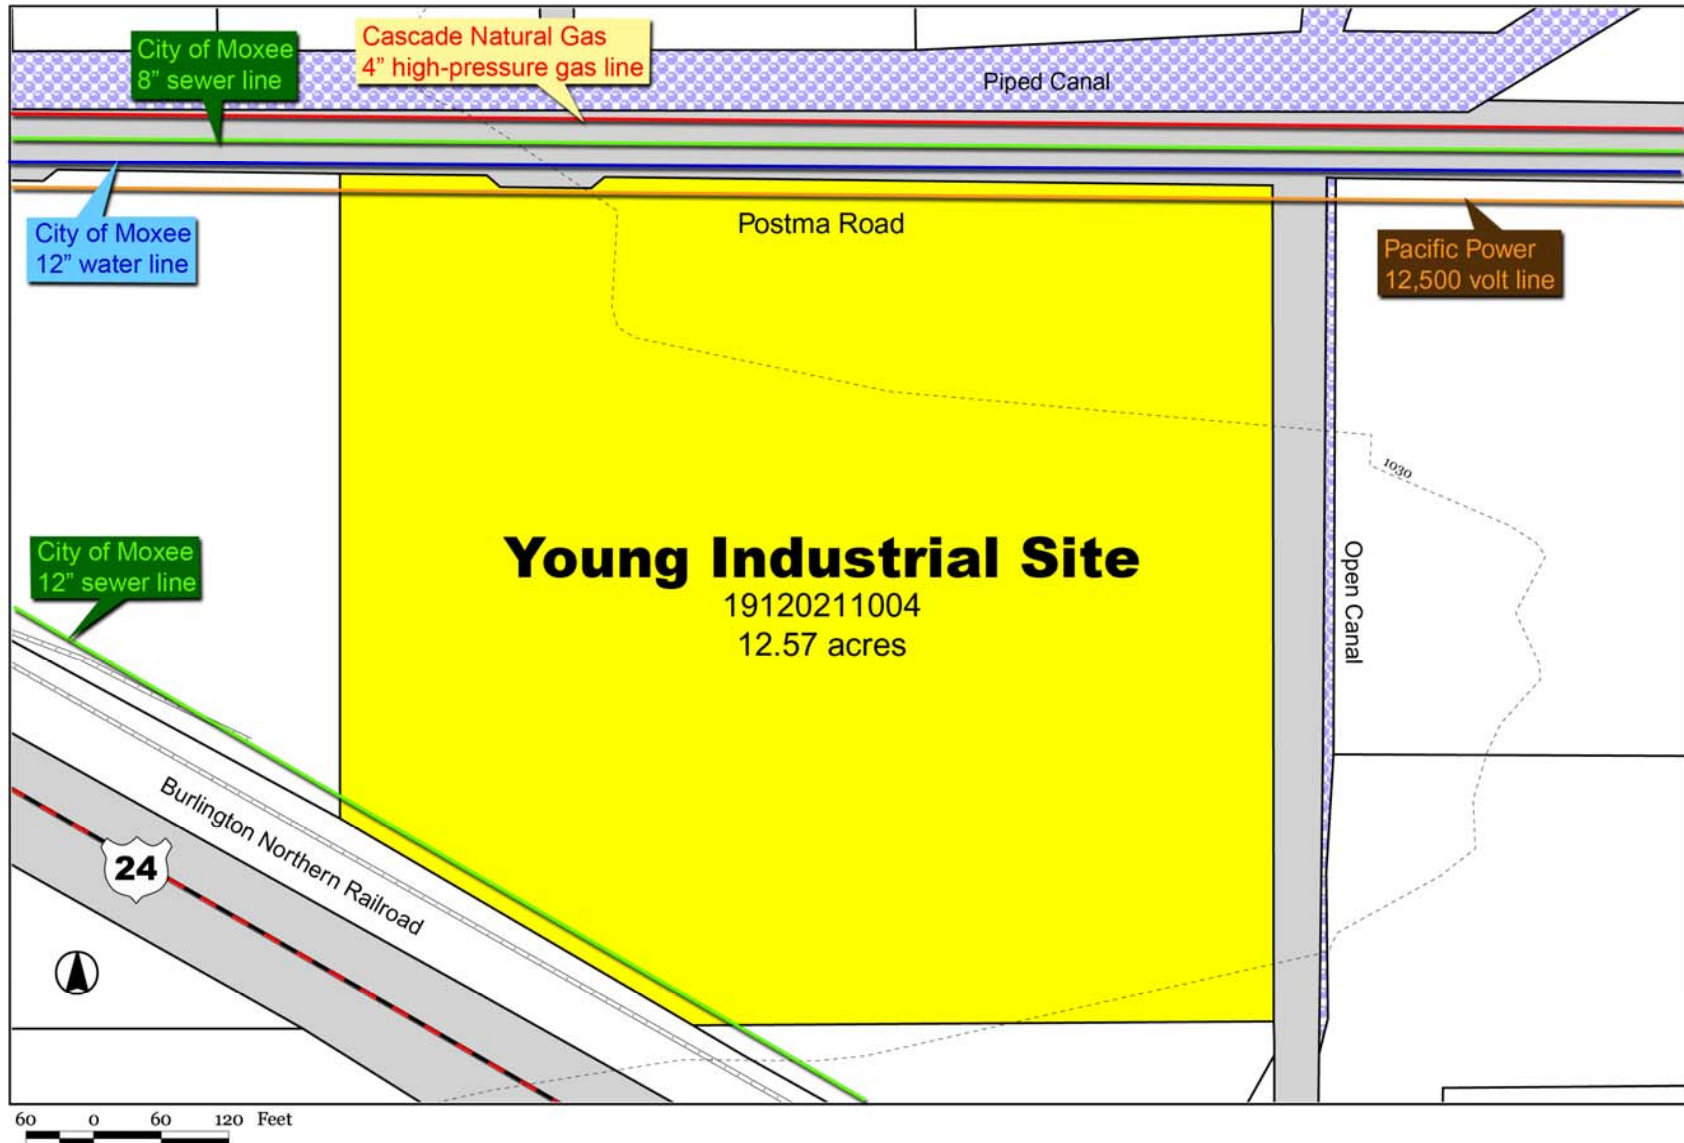 City of Moxee
8” sewer line
Cascade Natural Gas
4” high-pressure gas line
Piped Canal
City of Moxee
12” water line
Postma Road
Pacific Power
12,500 volt line
1030
City of Moxee
12” sewer line
Young Industrial Site
19120211004
12.57 acres
Open Canal
Burlington Northern Railroad
24
60 0 60 120 Feet